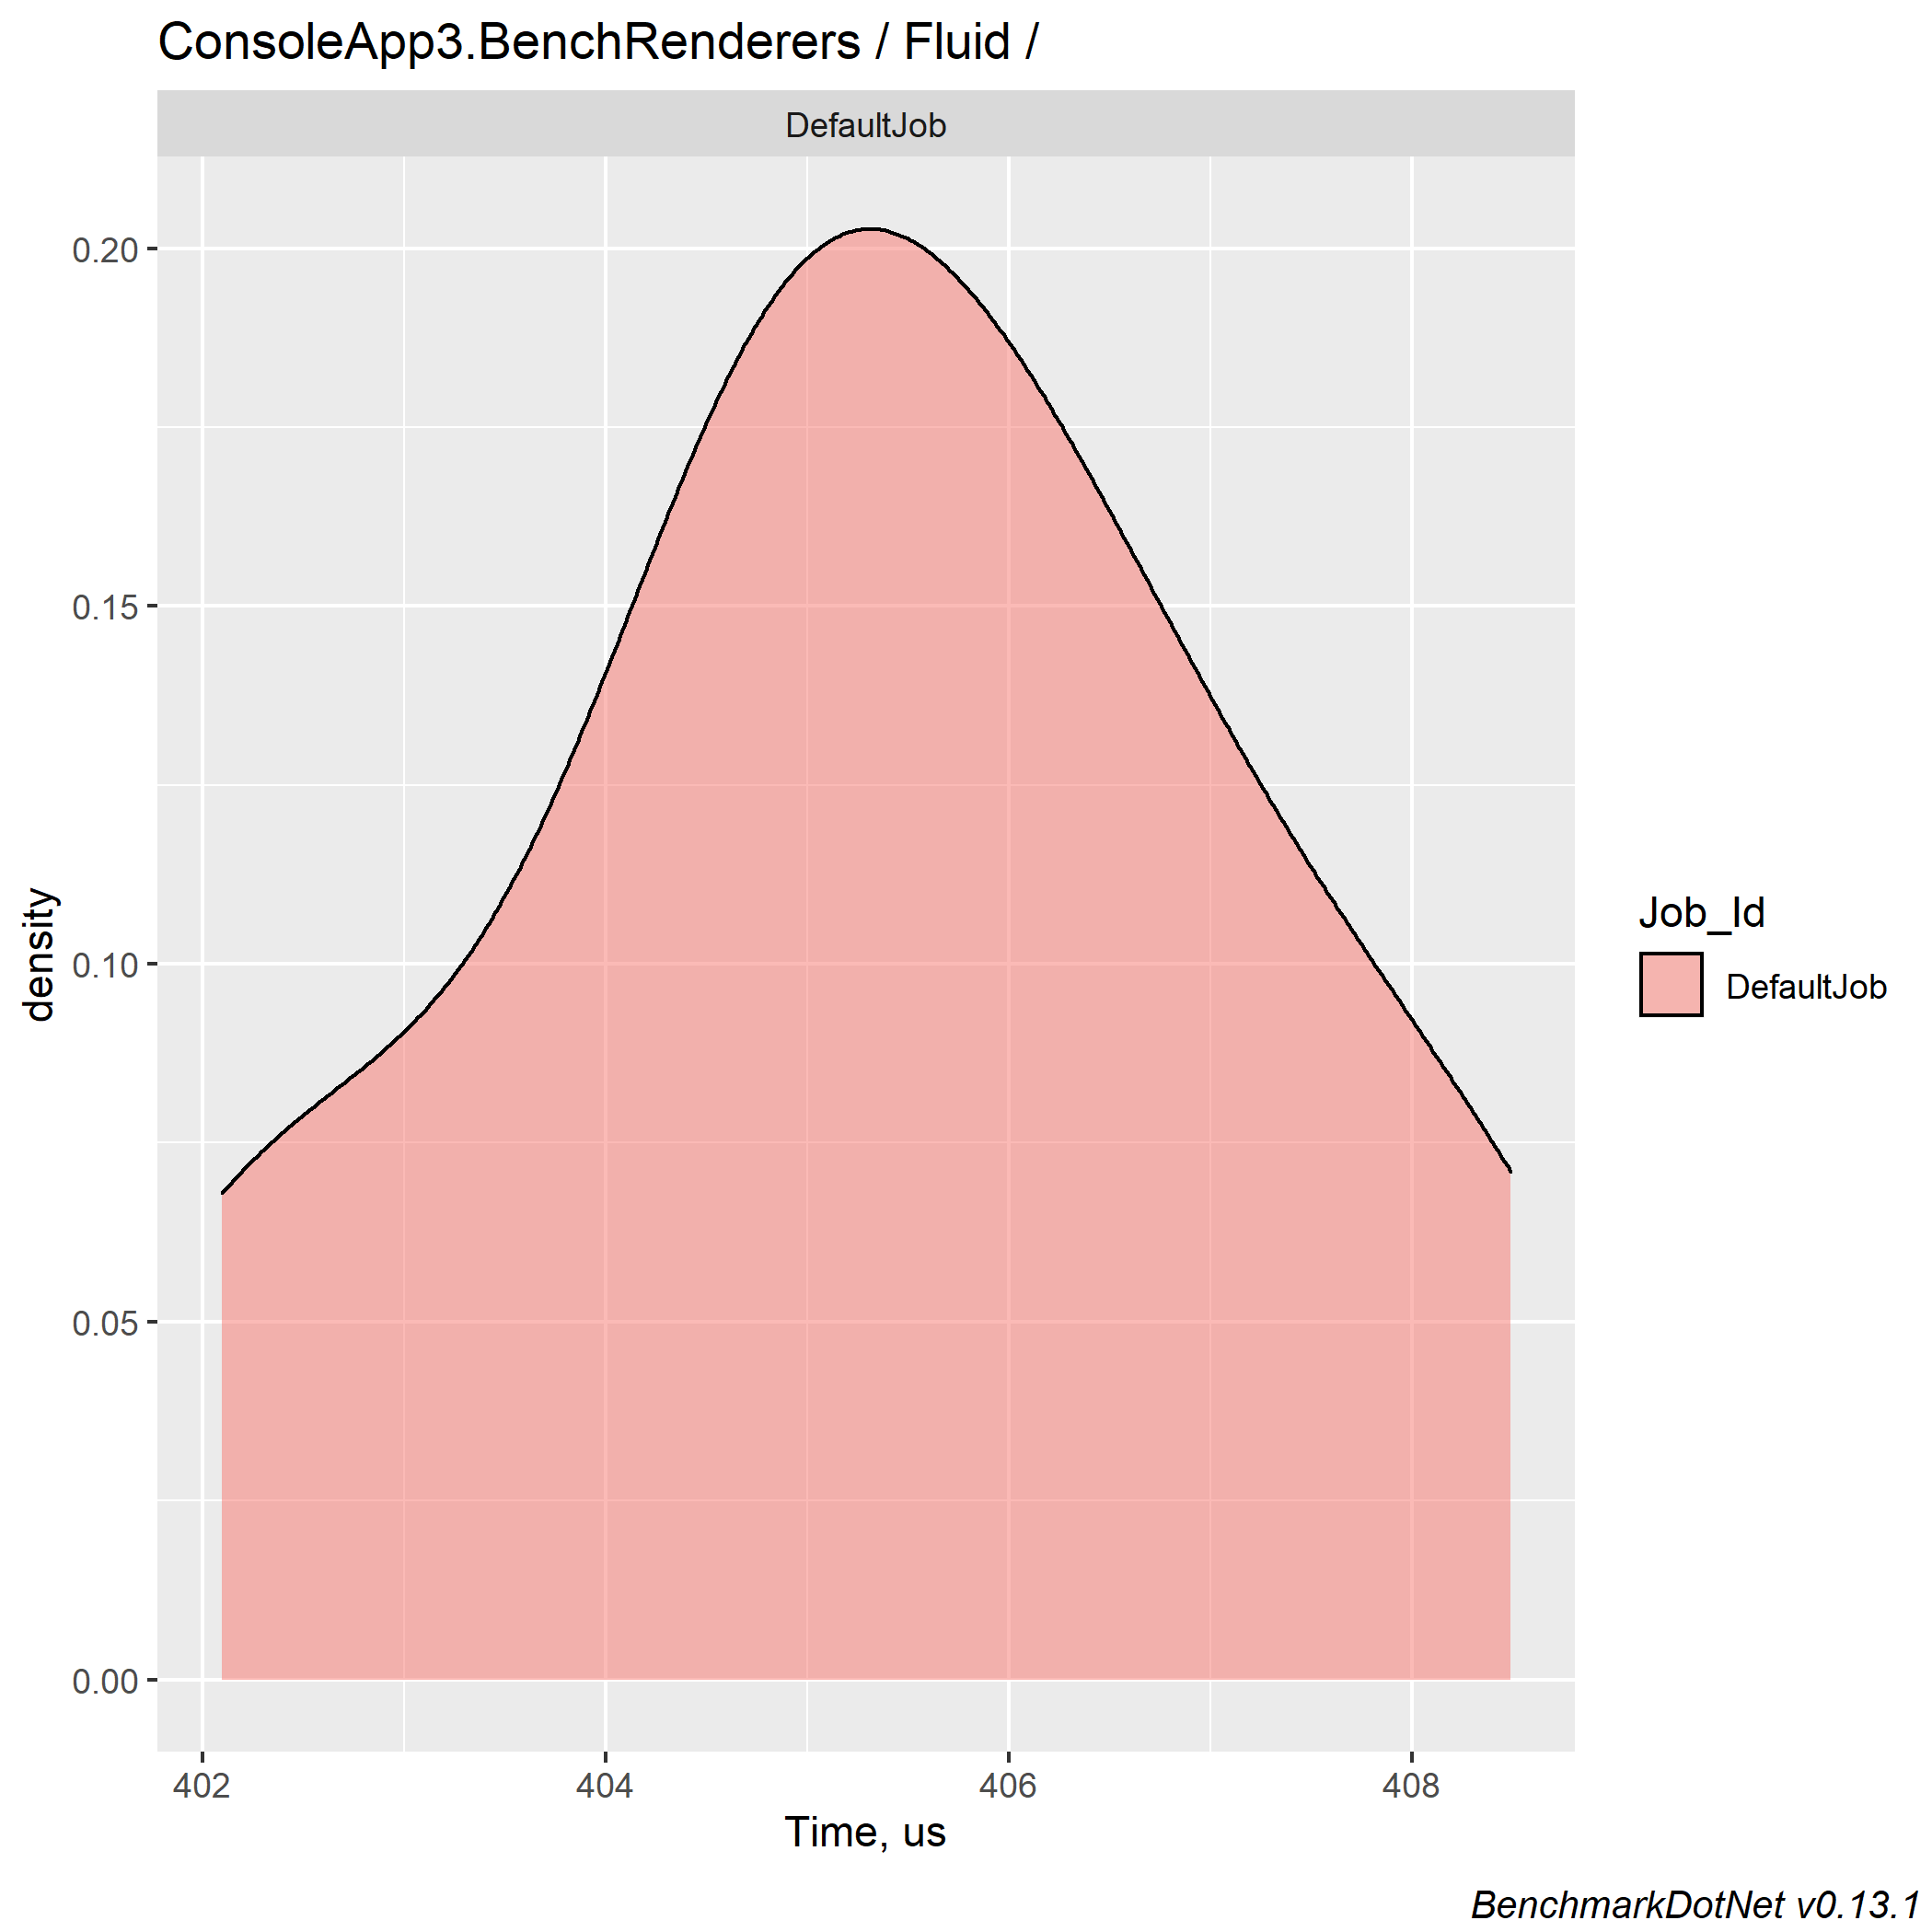 ConsoleApp3.BenchRenderers / Fluid /
DefaultJob
0.20
0.15
0.10
0.05
0.00
density
402 404 406 408
Time, us
Job_Id
DefaultJob
BenchmarkDotNet v0.13.1